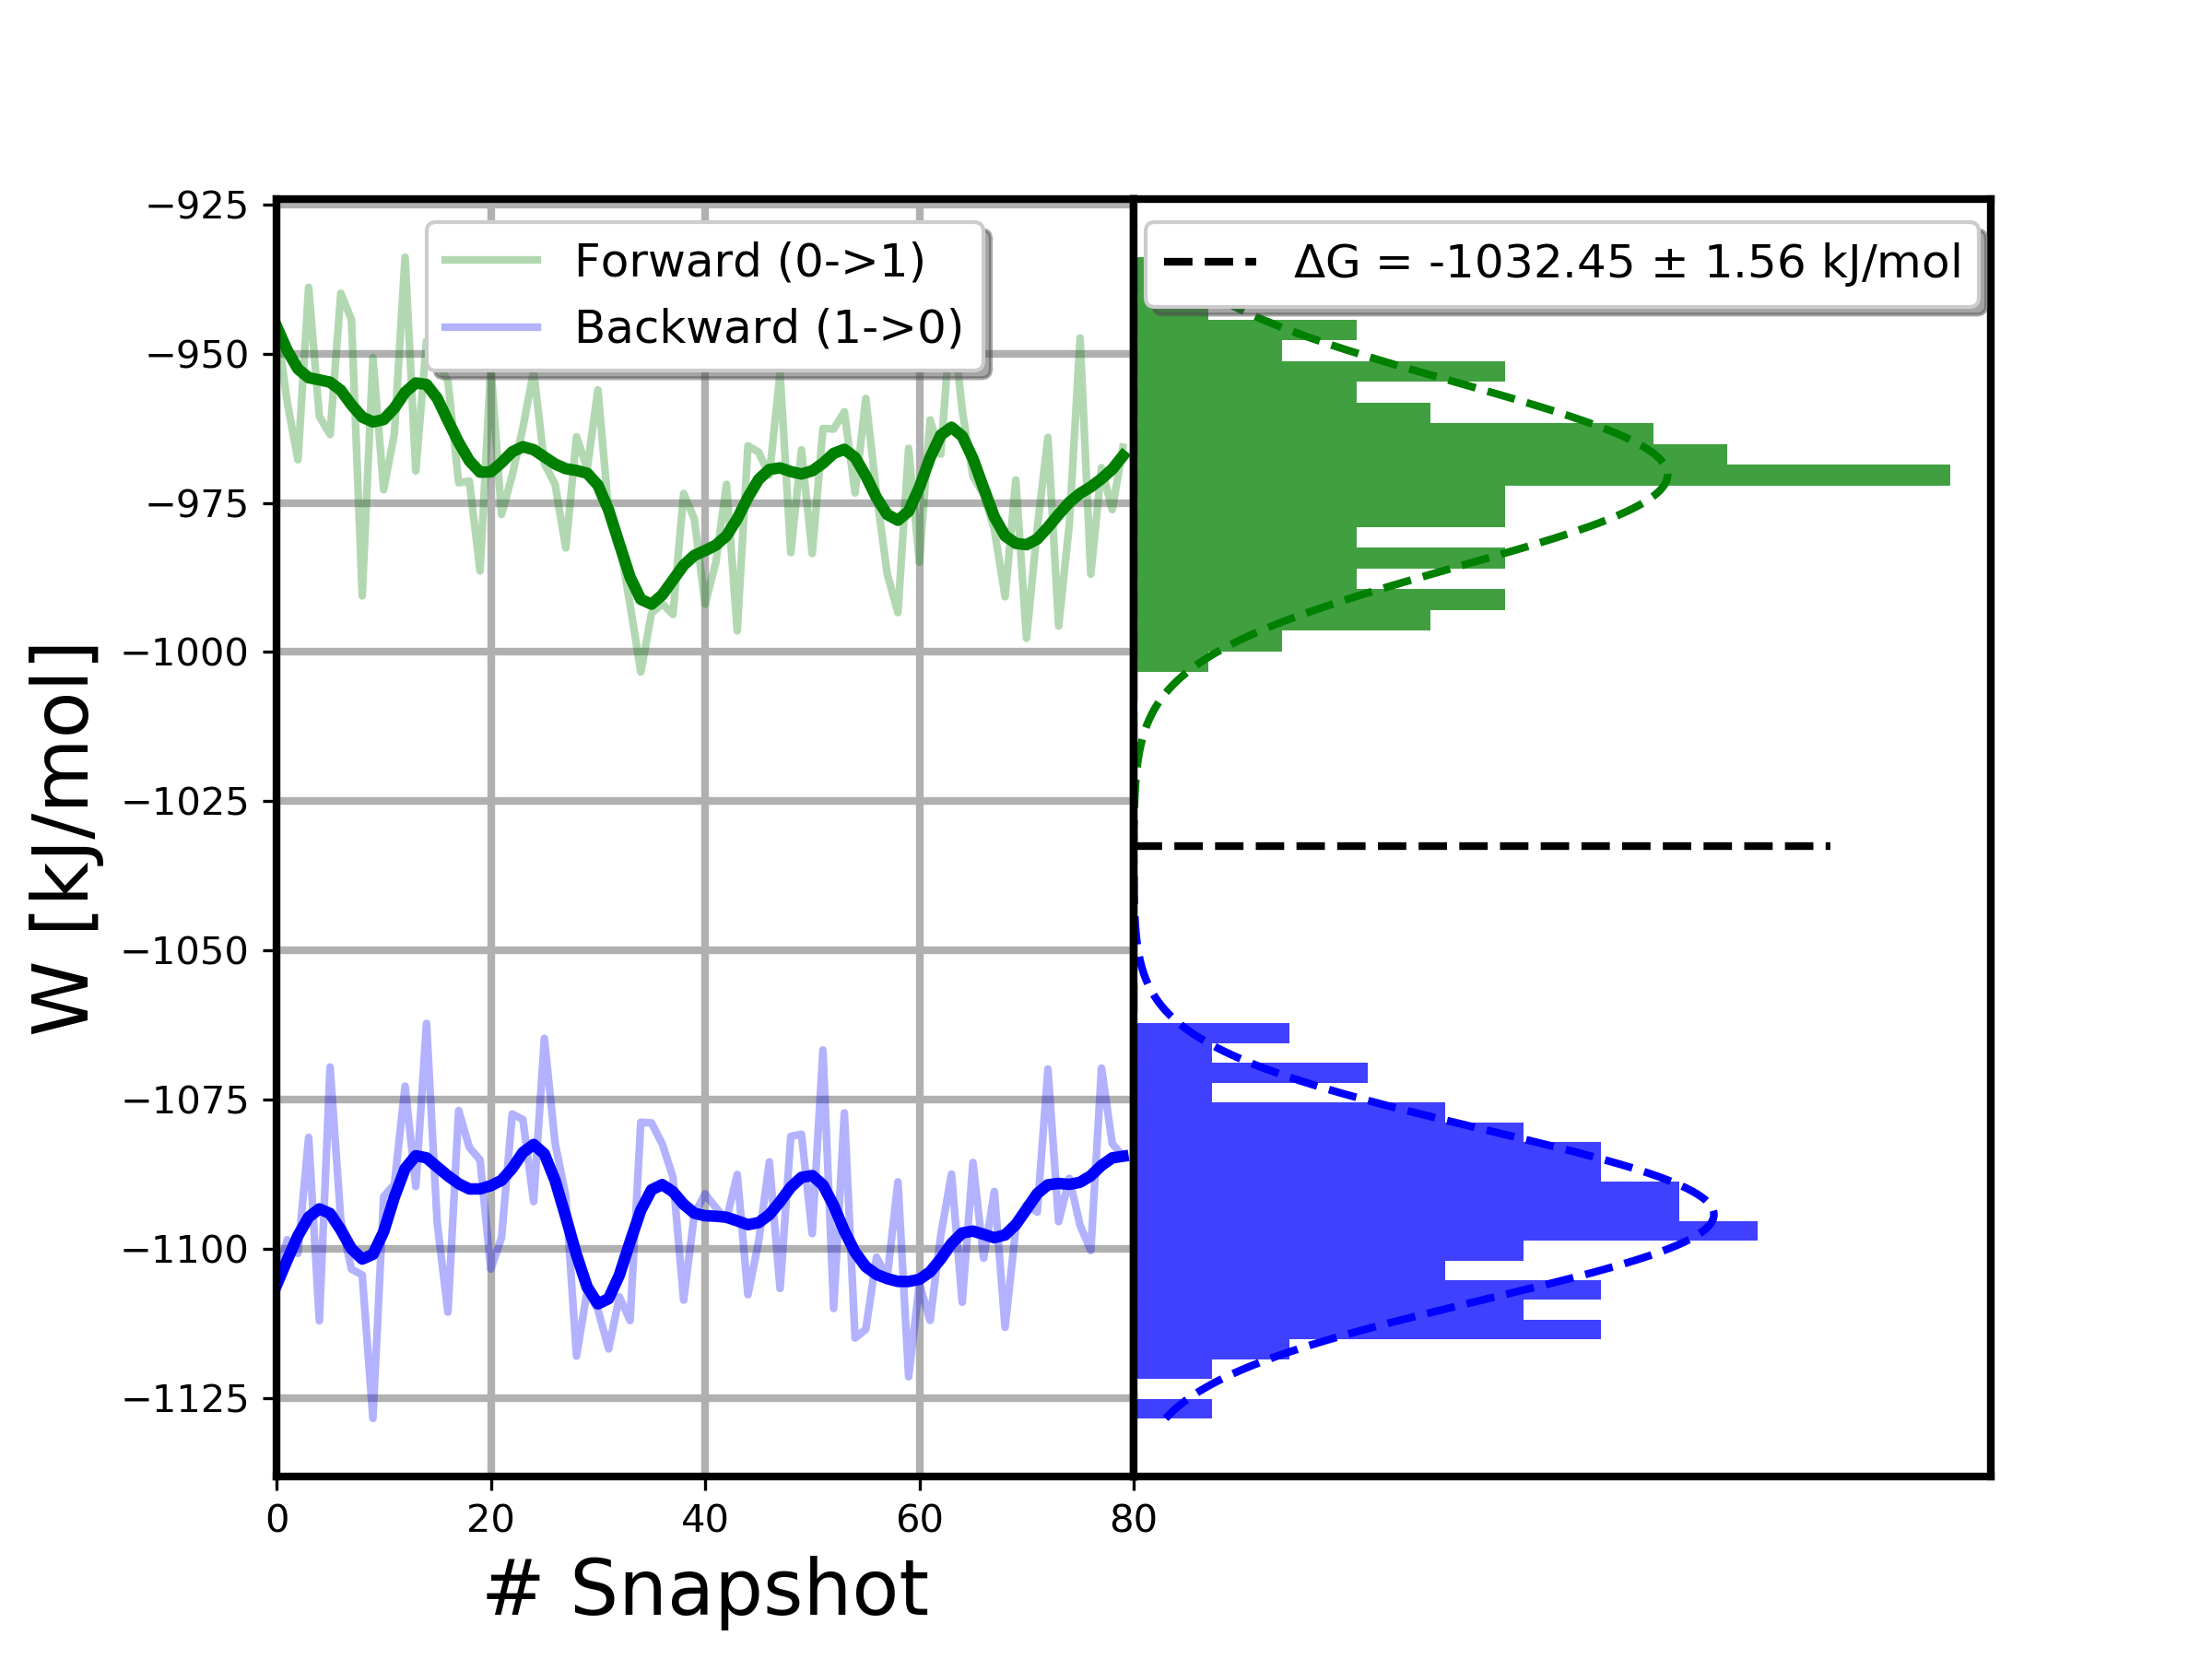 Forward (0->1)
Backward (1->0)
ΔG = -1032.45 ± 1.56 kJ/mol
W [kJ/mol]
−925
−950
−975
−1000
−1025
−1050
−1075
−1100
−1125
0 20 40 60 80
# Snapshot